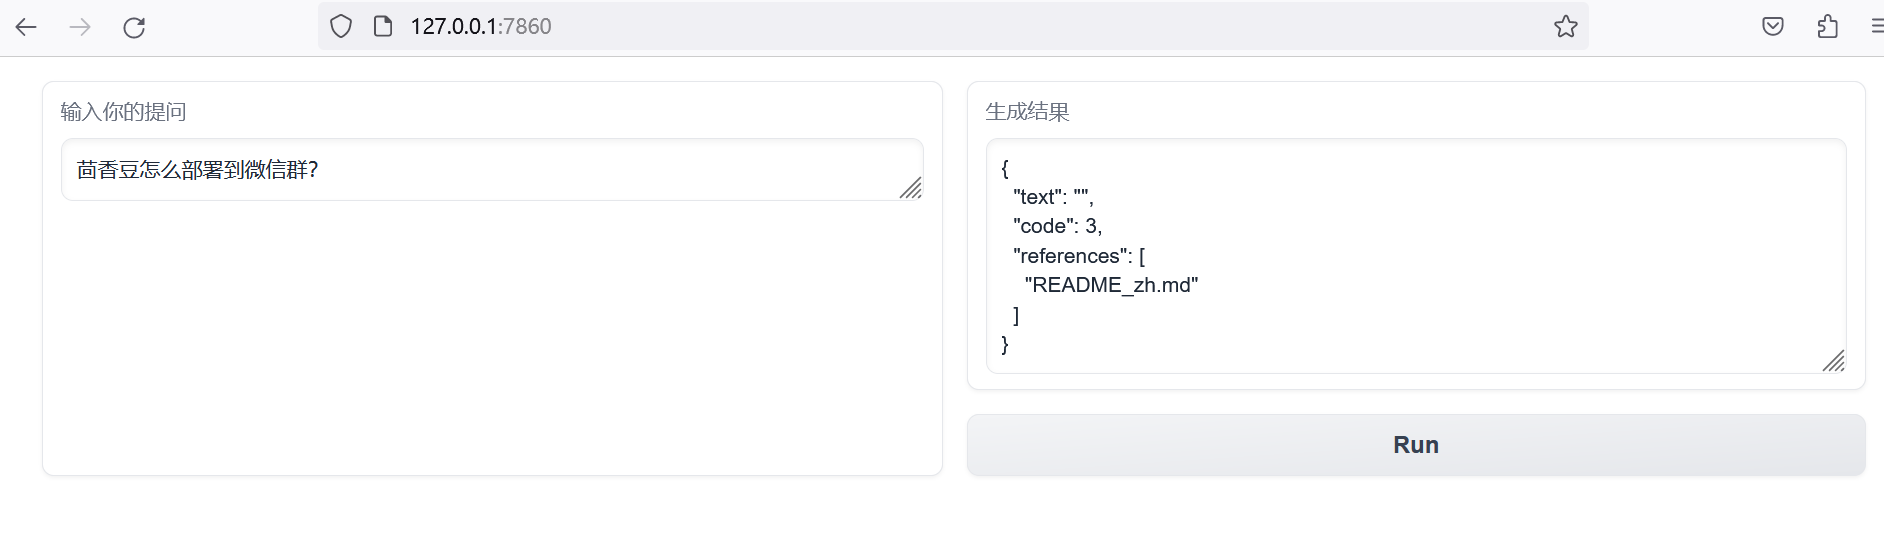 127.0.0.1:7860
输入你的提问
茴香豆怎么部署到微信群?
生成结果
{
"text": "",
"code": 3,
"references": [
"README_zh.md"
]
}
Run